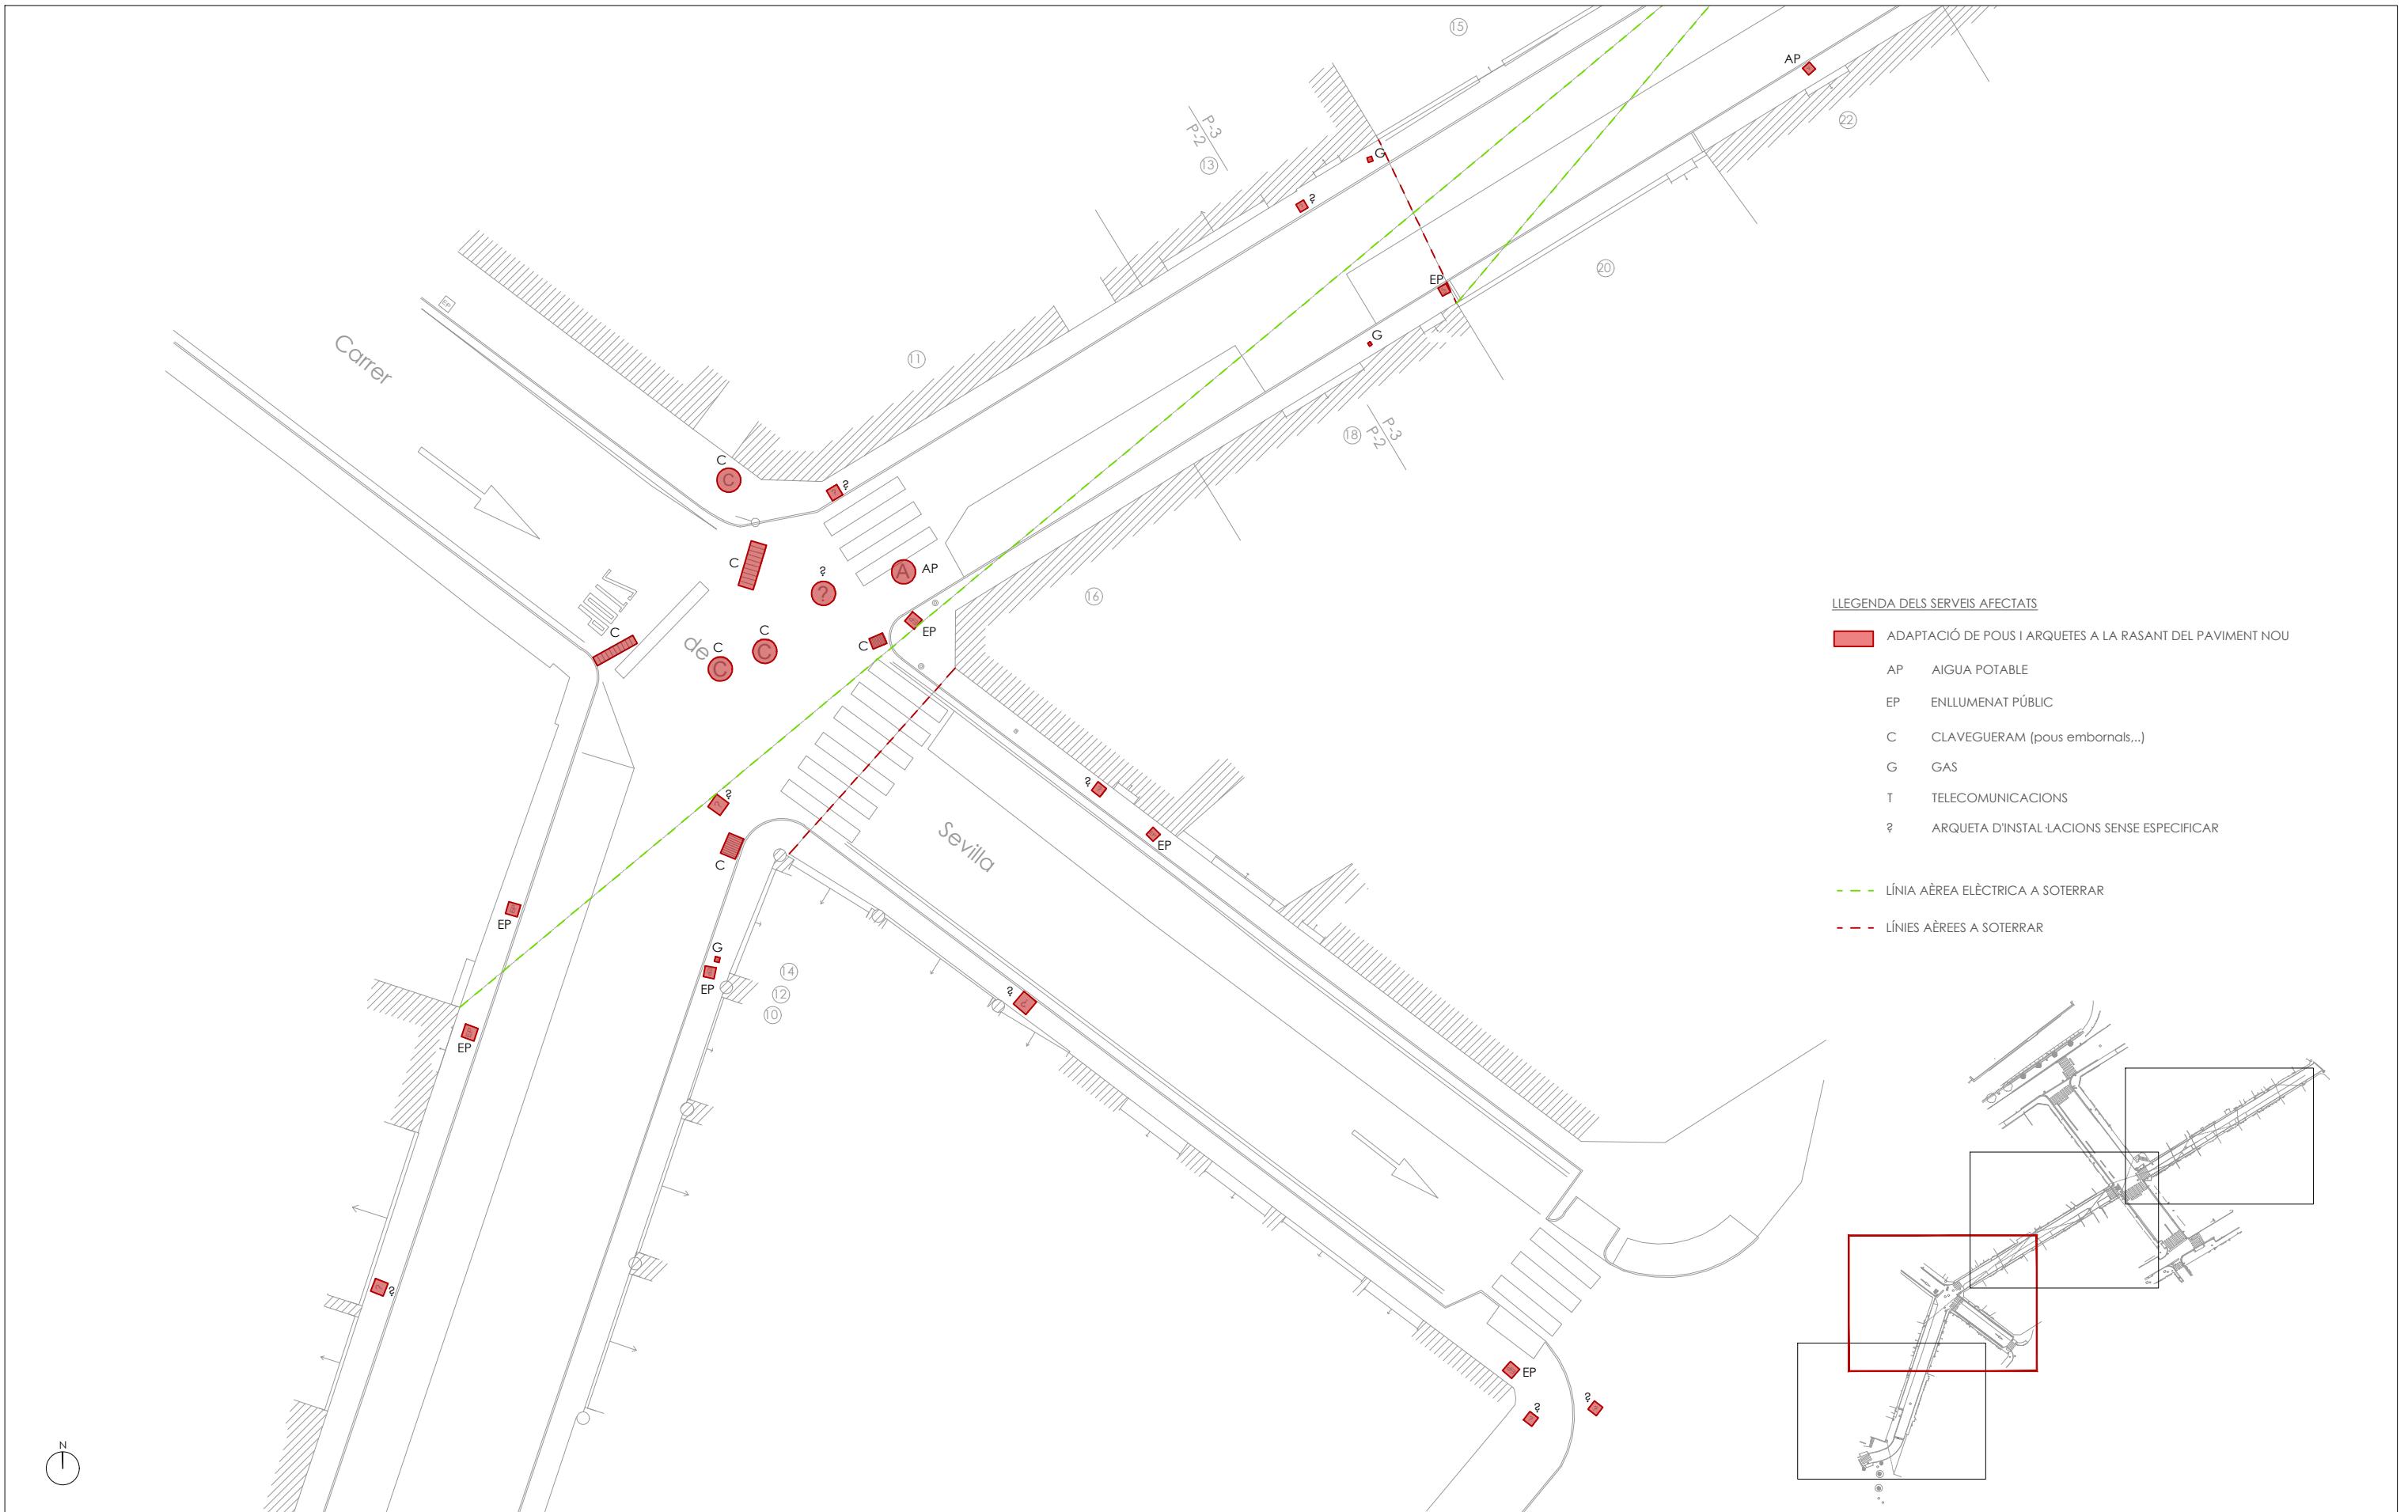 15
AP
22
P-3
P-2
13
G
?
20
EP
G
EP
Carrer
11
18
P-3
P-2
C
C
?
C
?
?
A
AP
16
EP
C
C
C
C
C
C
de
C
LLEGENDA DELS SERVEIS AFECTATS
ADAPTACIÓ DE POUS I ARQUETES A LA RASANT DEL PAVIMENT NOU
AP AIGUA POTABLE
EP ENLLUMENAT PÚBLIC
C CLAVEGUERAM (pous embornals,..)
G GAS
T TELECOMUNICACIONS
? ARQUETA D'INSTAL·LACIONS SENSE ESPECIFICAR
LÍNIA AÈREA ELÈCTRICA A SOTERRAR
LÍNIES AÈREES A SOTERRAR
?
?
C
EP
Sevilla
EP
G
EP
14
12
10
?
EP
?
EP
?
?
N